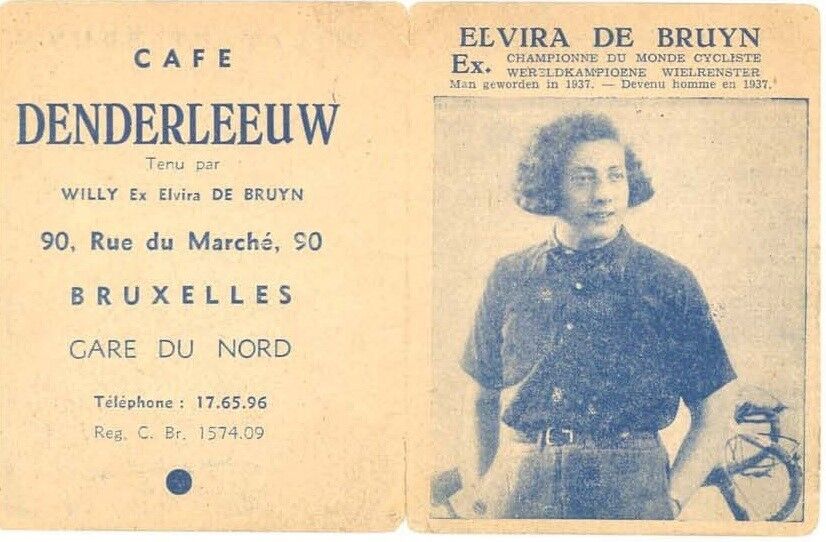 CAFE
DENDERLEEUW
Tenu par
WILLY Ex Elvira DE BRUYN
90, Rue du Marché, 90
BRUXELLES
GARE DU NORD
Téléphone : 17.65.96
Reg. C. Br. 1574.09
ELVIRA DE BRUYN
Ex. CHAMPIONNE DU MONDE CYCLISTE
WERELDKAMPIOENE WIELRENSTER
Man geworden in 1937. — Devenu homme en 1937.